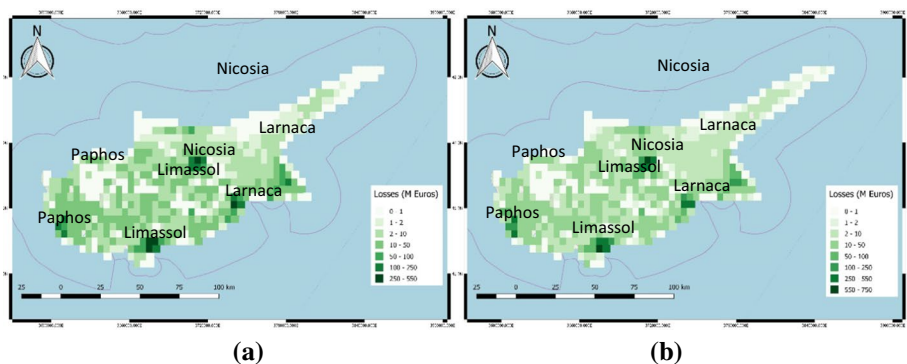 N
Nicosia
Larnaca
Paphos
Nicosia
Limassol
Larnaca
Paphos
Limassol
Losses (M Euros)
0 - 1
1 - 2
2 - 10
10 - 50
50 - 100
100 - 250
250 - 550
25 0 25 50 75 100 km
(a)
N
Nicosia
Larnaca
Paphos
Nicosia
Limassol
Larnaca
Paphos
Limassol
Losses (M Euros)
0 - 1
1 - 2
2 - 10
10 - 50
50 - 100
100 - 250
250 - 550
550 - 750
25 0 25 50 75 100 km
(b)